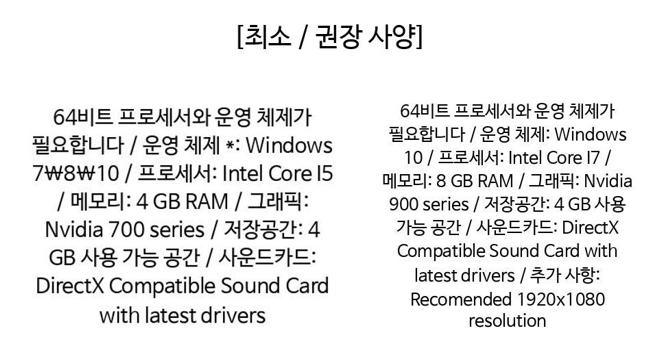 [최소 / 권장 사양]
64비트 프로세서와 운영 체제가
필요합니다 / 운영 체제 *: Windows
7₩8₩10 / 프로세서: Intel Core I5
/ 메모리: 4 GB RAM / 그래픽:
Nvidia 700 series / 저장공간: 4
GB 사용 가능 공간 / 사운드카드:
DirectX Compatible Sound Card
with latest drivers
64비트 프로세서와 운영 체제가
필요합니다 / 운영 체제: Windows
10 / 프로세서: Intel Core I7 /
메모리: 8 GB RAM / 그래픽: Nvidia
900 series / 저장공간: 4 GB 사용
가능 공간 / 사운드카드: DirectX
Compatible Sound Card with
latest drivers / 추가 사항:
Recomended 1920x1080
resolution